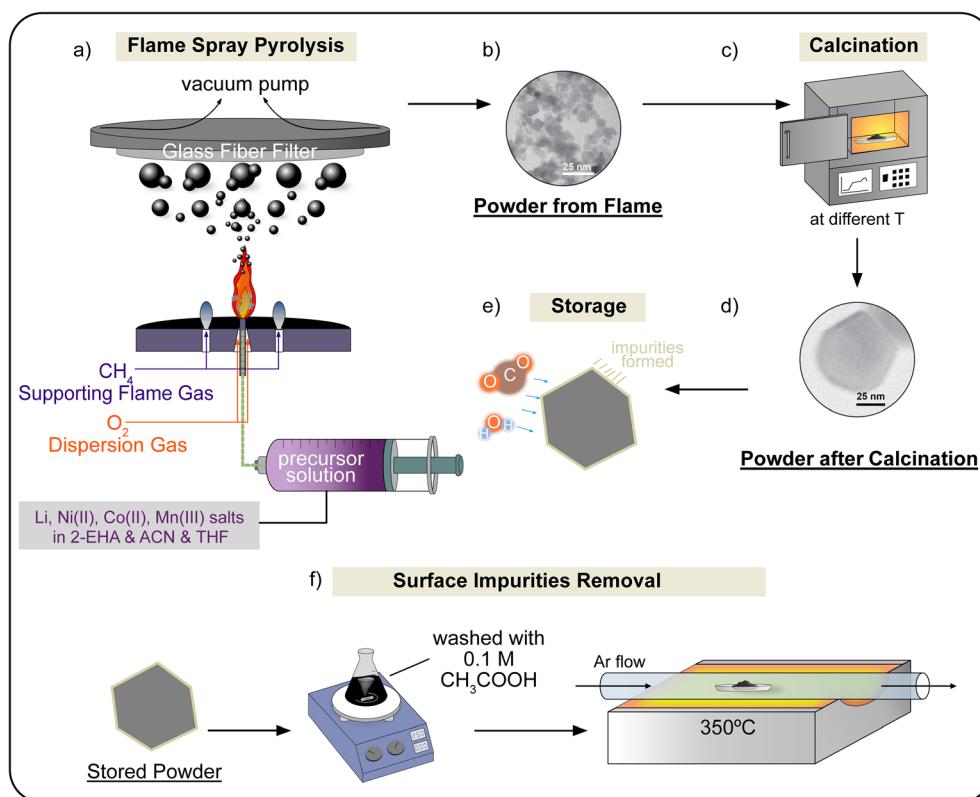 a) Flame Spray Pyrolysis
vacuum pump
Glass Fiber Filter
CH₄
Supporting Flame Gas
O₂
Dispersion Gas
precursor
solution
Li, Ni(II), Co(II), Mn(III) salts
in 2-EHA & ACN & THF
b)
25 nm
Powder from Flame
c) Calcination
at different T
d)
25 nm
Powder after Calcination
e) Storage
impurities
formed
O C O
O
H H
f) Surface Impurities Removal
Stored Powder
washed with
0.1 M
CH₃COOH
Ar flow
350ºC